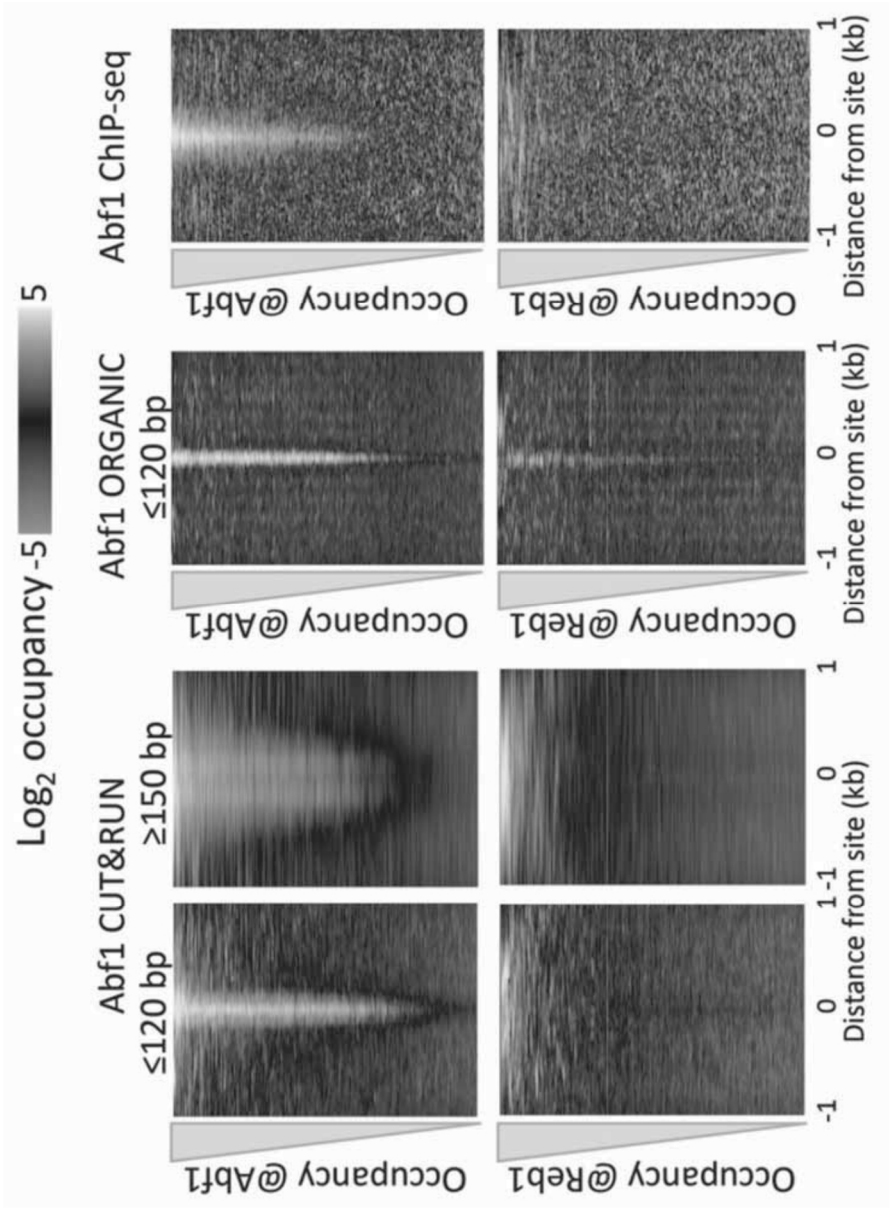 Log₂ occupancy -5 5
Abf1 CUT&RUN Abf1 ORGANIC Abf1 ChIP-seq
≤120 bp ≥150 bp ≤120 bp
Occupancy @Abf1
Occupancy @Abf1
Occupancy @Abf1
Occupancy @Reb1
Occupancy @Reb1
Occupancy @Reb1
-1 0 1 -1 0 1 -1 0 1 -1 0 1
Distance from site (kb) Distance from site (kb) Distance from site (kb)